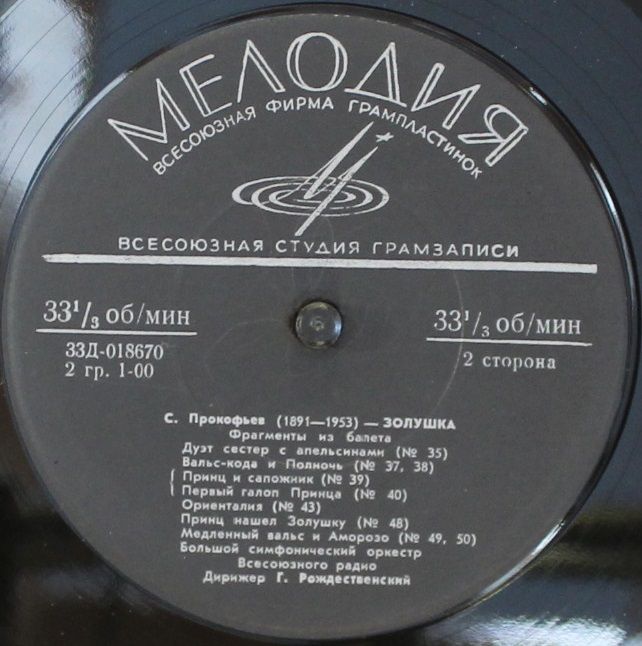 МЕЛОДИЯ
ВСЕСОЮЗНАЯ ФИРМА ГРАМПЛАСТИНОК
ВСЕСОЮЗНАЯ СТУДИЯ ГРАМЗАПИСИ
33¹/₃ об/мин
33Д-018670
2 гр. 1-00
33¹/₃ об/мин
2 сторона
С. Прокофьев (1891—1953) — ЗОЛУШКА
Фрагменты из балета
Дуэт сестер с апельсинами (№ 35)
Вальс-кода и Полночь (№ 37, 38)
Принц и сапожник (№ 39)
Первый галоп Принца (№ 40)
Ориенталия (№ 43)
Принц нашел Золушку (№ 48)
Медленный вальс и Аморозо (№ 49, 50)
Большой симфонический оркестр
Всесоюзного радио
Дирижер Г. Рождественский